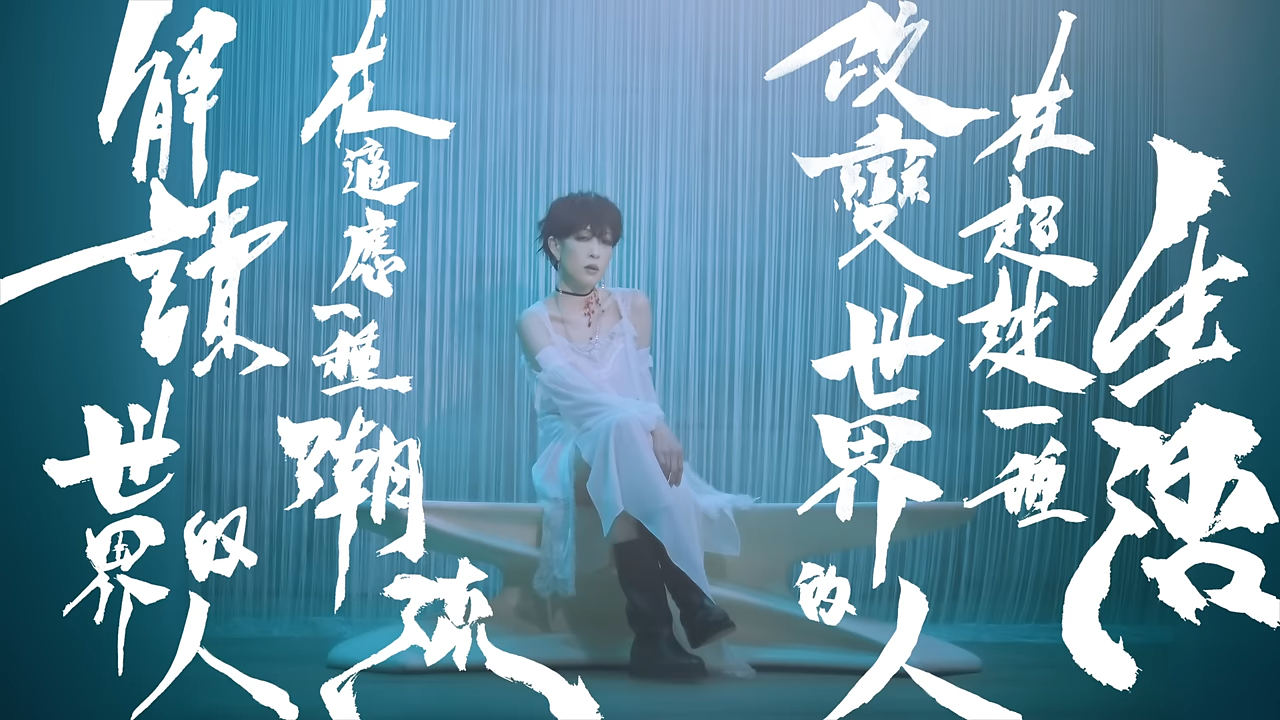 改變世界的人
在超越一種
生活
解讀世界的人
在適應一種
潮流